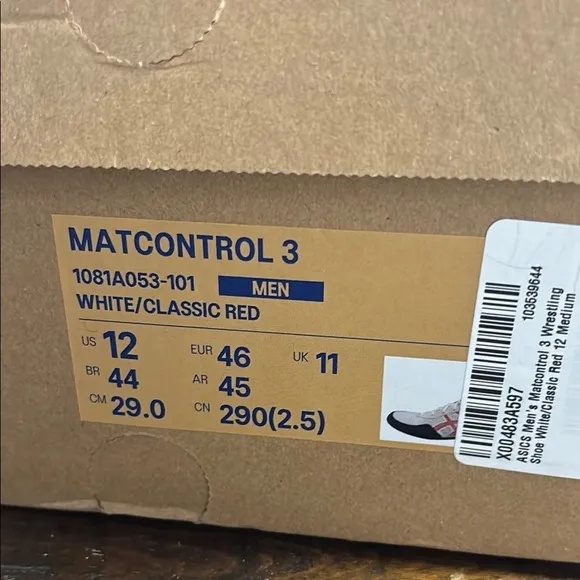 MATCONTROL 3
1081A053-101 MEN
WHITE/CLASSIC RED
US 12 EUR 46 UK 11
BR 44 AR 45
CM 29.0 CN 290(2.5)
103539644
X00483A597
ASICS Men's Matcontrol 3 Wrestling
Shoe White/Classic Red 12 Medium